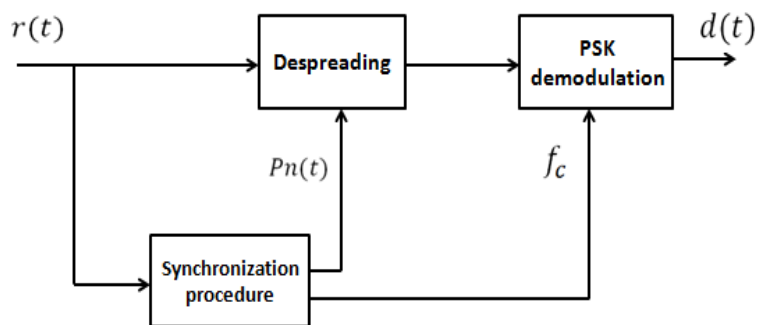 r(t)
Despreading
PSK
demodulation
d(t)
Pn(t)
f_c
Synchronization
procedure